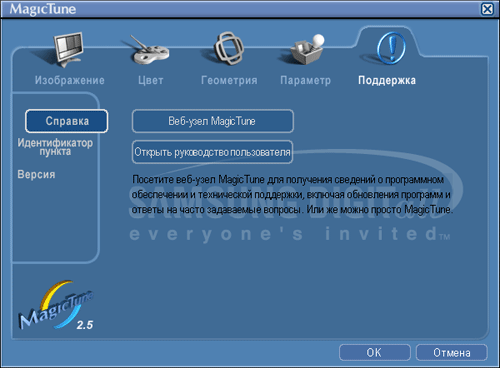 MagicTune
Изображение
Цвет
Геометрия
Параметр
Поддержка
Справка
Идентификатор
пункта
Версия
Веб-узел MagicTune
Открыть руководство пользователя
Посетите веб-узел MagicTune для получения сведений о программном
обеспечении и технической поддержки, включая обновления программ и
ответы на часто задаваемые вопросы. Или же можно просто MagicTune.
SAMSUNG DIGITall
everyone's invited™
MagicTune
2.5
OK
Отмена